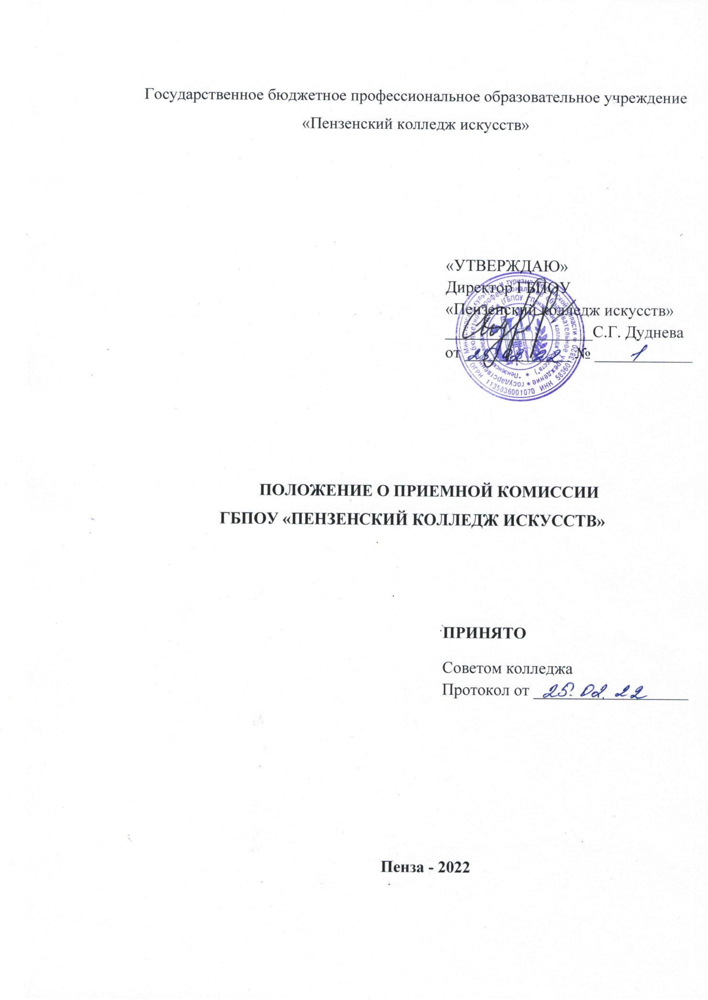 Государственное бюджетное профессиональное образовательное учреждение
«Пензенский колледж искусств»
«УТВЕРЖДАЮ»
Директор ГБПОУ
«Пензенский колледж искусств»
С.Г. Дуднева
от 25.02.22 № 1
ОГРН 1135836001070 ИНН 5836013820
ПОЛОЖЕНИЕ О ПРИЕМНОЙ КОМИССИИ
ГБПОУ «ПЕНЗЕНСКИЙ КОЛЛЕДЖ ИСКУССТВ»
ПРИНЯТО
Советом колледжа
Протокол от 25.02.22
Пенза - 2022